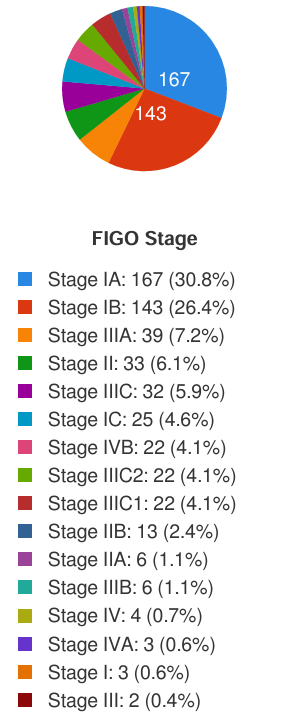 167
143
FIGO Stage
Stage IA: 167 (30.8%)
Stage IB: 143 (26.4%)
Stage IIIA: 39 (7.2%)
Stage II: 33 (6.1%)
Stage IIIC: 32 (5.9%)
Stage IC: 25 (4.6%)
Stage IVB: 22 (4.1%)
Stage IIIC2: 22 (4.1%)
Stage IIIC1: 22 (4.1%)
Stage IIB: 13 (2.4%)
Stage IIA: 6 (1.1%)
Stage IIIB: 6 (1.1%)
Stage IV: 4 (0.7%)
Stage IVA: 3 (0.6%)
Stage I: 3 (0.6%)
Stage III: 2 (0.4%)